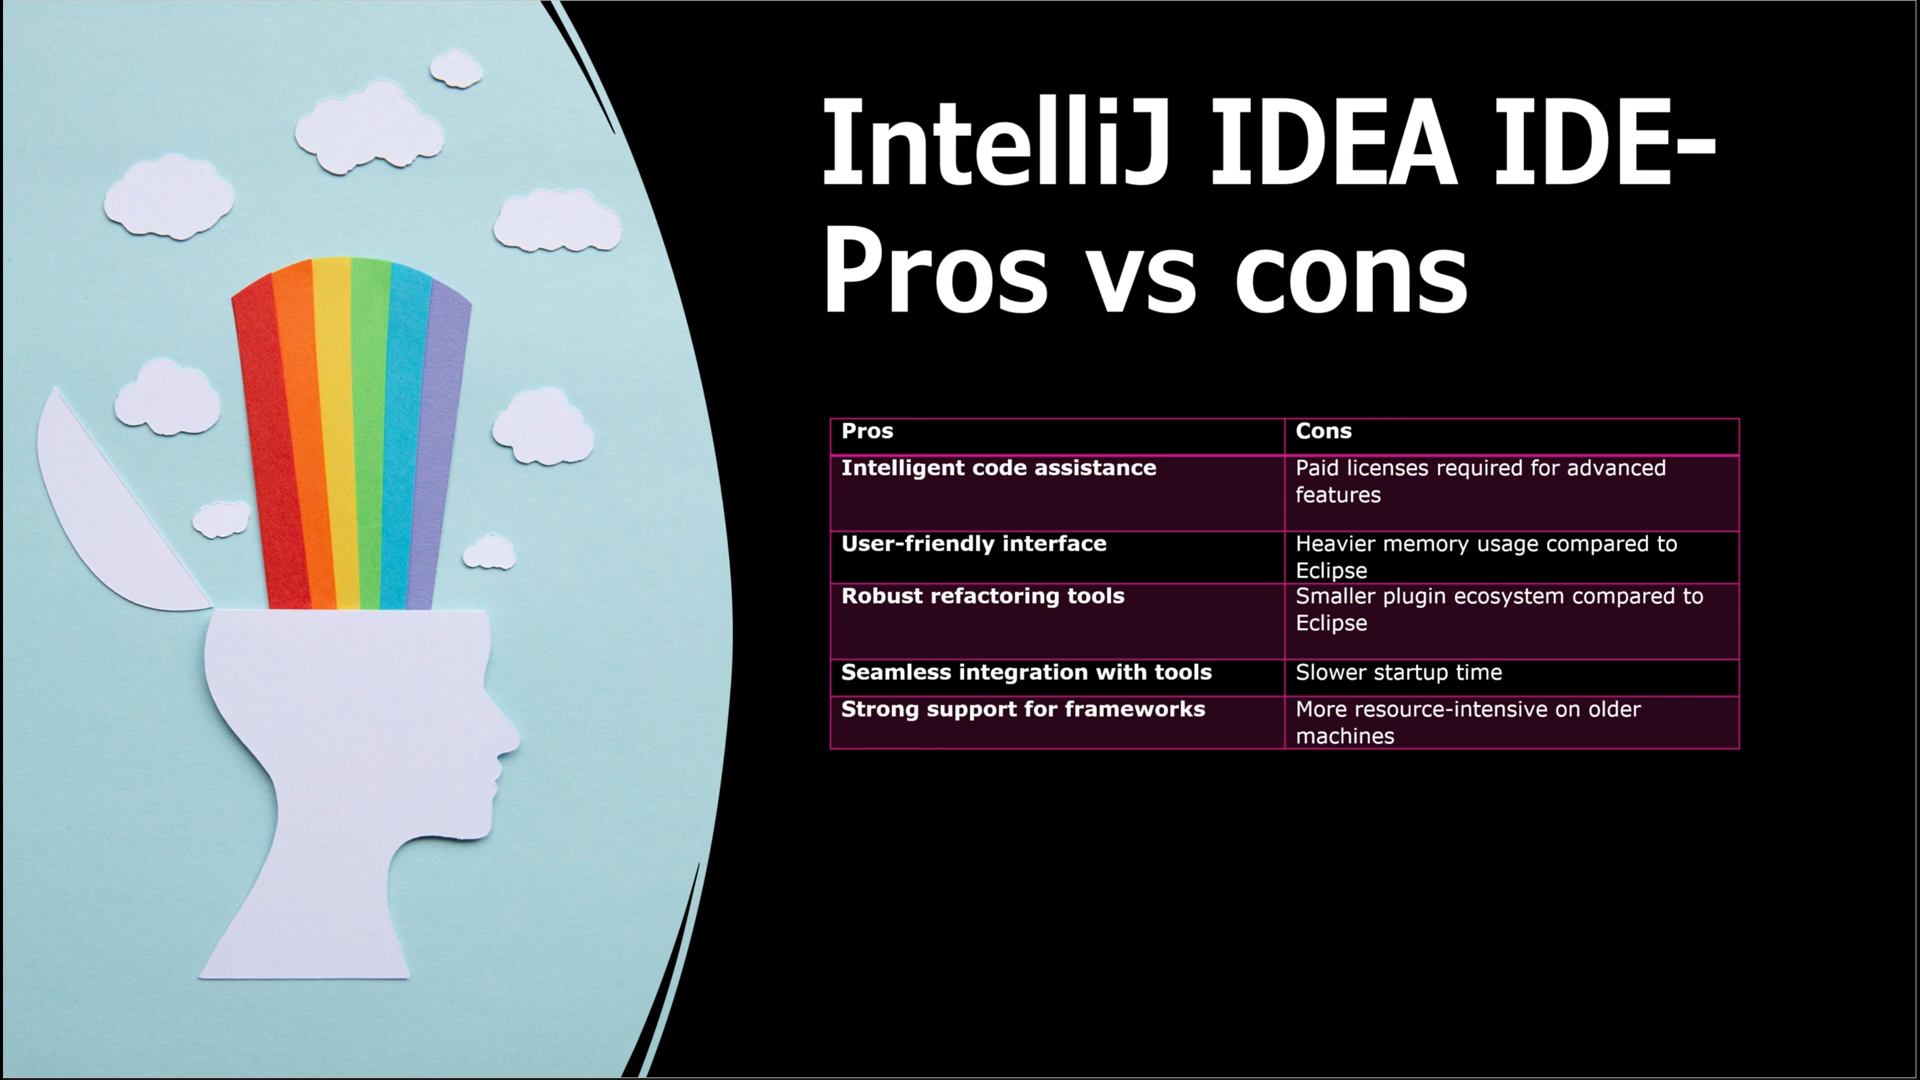 IntelliJ IDEA IDE-
Pros vs cons
Pros
Cons
Intelligent code assistance
Paid licenses required for advanced
features
User-friendly interface
Heavier memory usage compared to
Eclipse
Robust refactoring tools
Smaller plugin ecosystem compared to
Eclipse
Seamless integration with tools
Slower startup time
Strong support for frameworks
More resource-intensive on older
machines